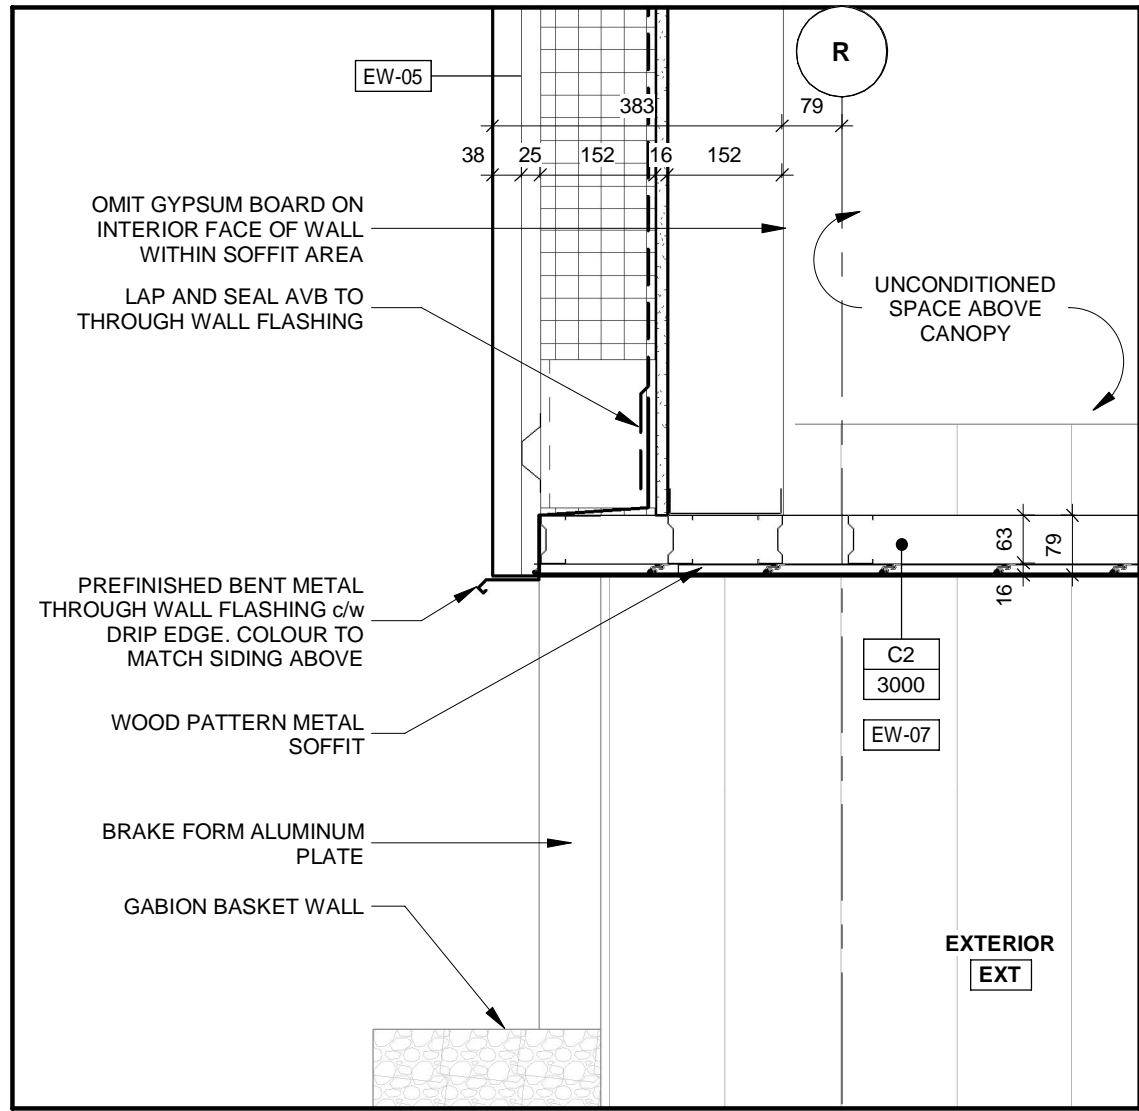 R
EW-05
383
79
38
25
152
16
152
OMIT GYPSUM BOARD ON
INTERIOR FACE OF WALL
WITHIN SOFFIT AREA
LAP AND SEAL AVB TO
THROUGH WALL FLASHING
UNCONDITIONED
SPACE ABOVE
CANOPY
63
79
16
PREFINISHED BENT METAL
THROUGH WALL FLASHING c/w
DRIP EDGE. COLOUR TO
MATCH SIDING ABOVE
C2
3000
EW-07
WOOD PATTERN METAL
SOFFIT
BRAKE FORM ALUMINUM
PLATE
GABION BASKET WALL
EXTERIOR
EXT